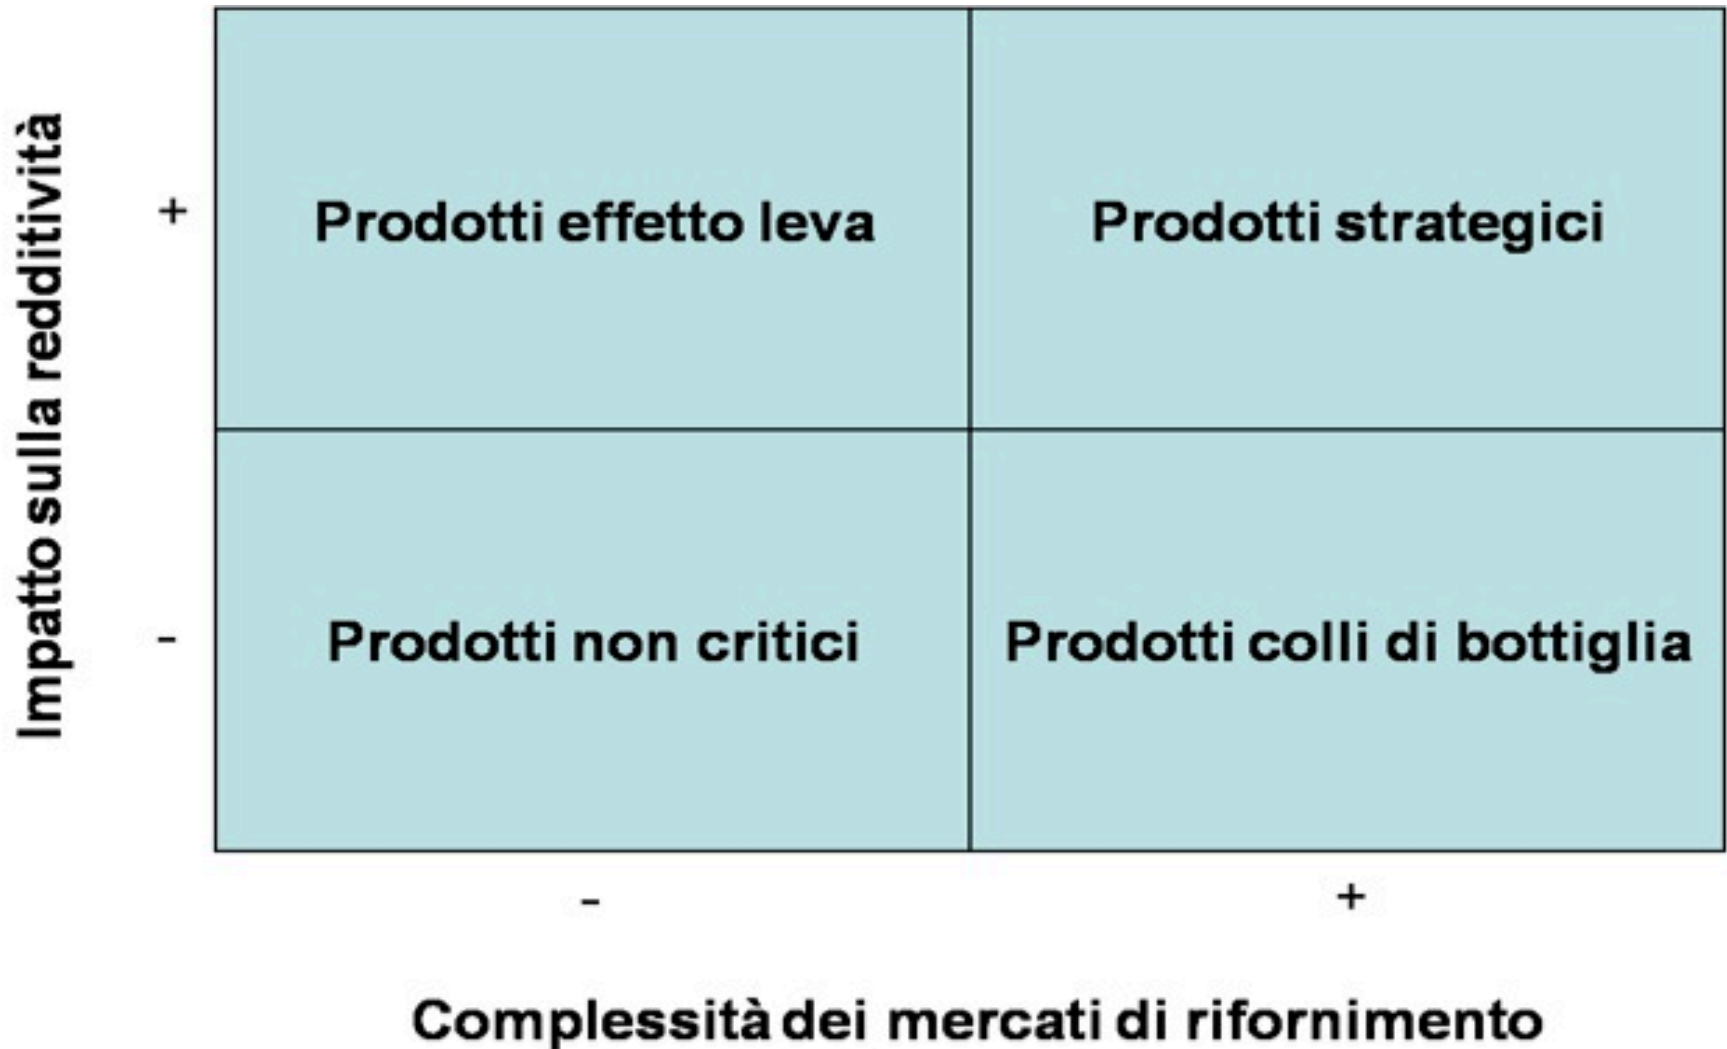 Impatto sulla redditività
+
Prodotti effetto leva
Prodotti strategici
-
Prodotti non critici
Prodotti colli di bottiglia
-
+
Complessità dei mercati di rifornimento